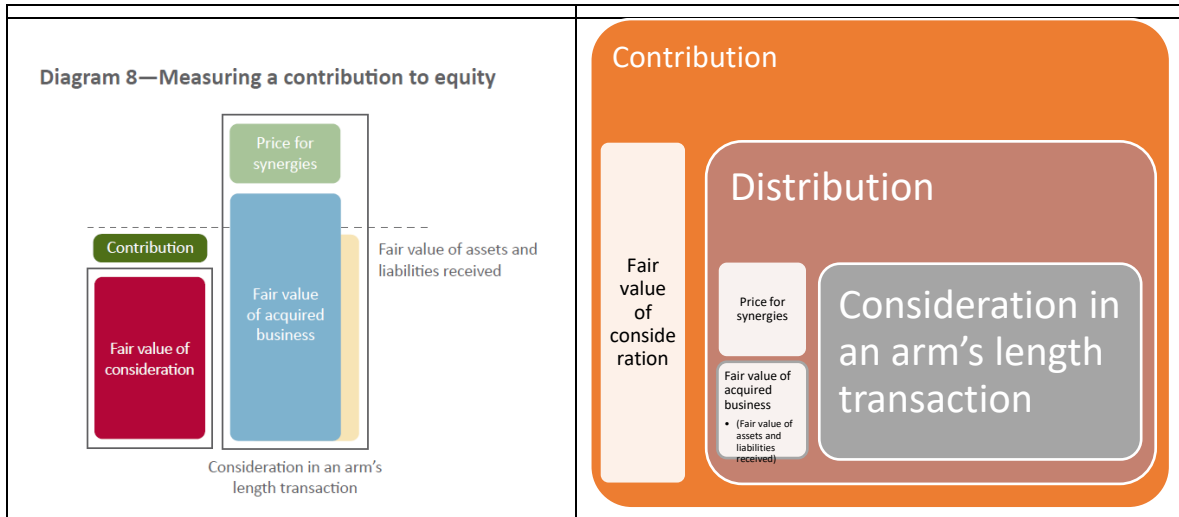 Diagram 8—Measuring a contribution to equity
Price for
synergies
Contribution
Fair value of assets and
liabilities received
Fair value
of acquired
business
Fair value of
consideration
Consideration in an arm’s
length transaction
Contribution
Distribution
Fair
value
of
conside
ration
Price for
synergies
Fair value of
acquired
business
• (Fair value of
assets and
liabilities
received)
Consideration in
an arm’s length
transaction